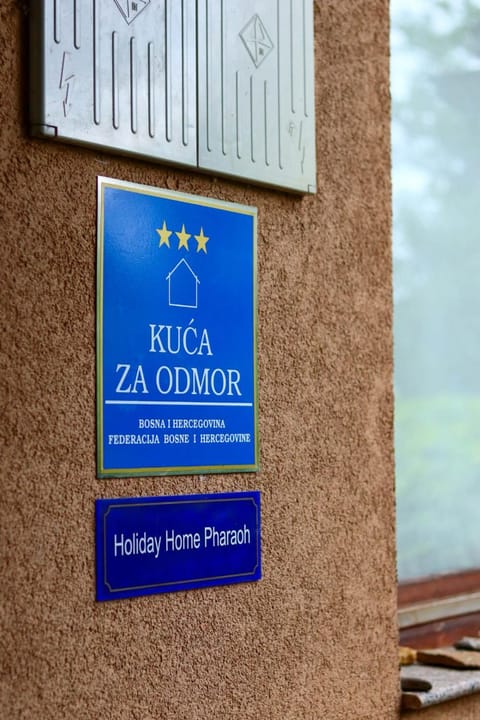 KUĆA
ZA ODMOR
BOSNA I HERCEGOVINA
FEDERACIJA BOSNE I HERCEGOVINE
Holiday Home Pharaoh